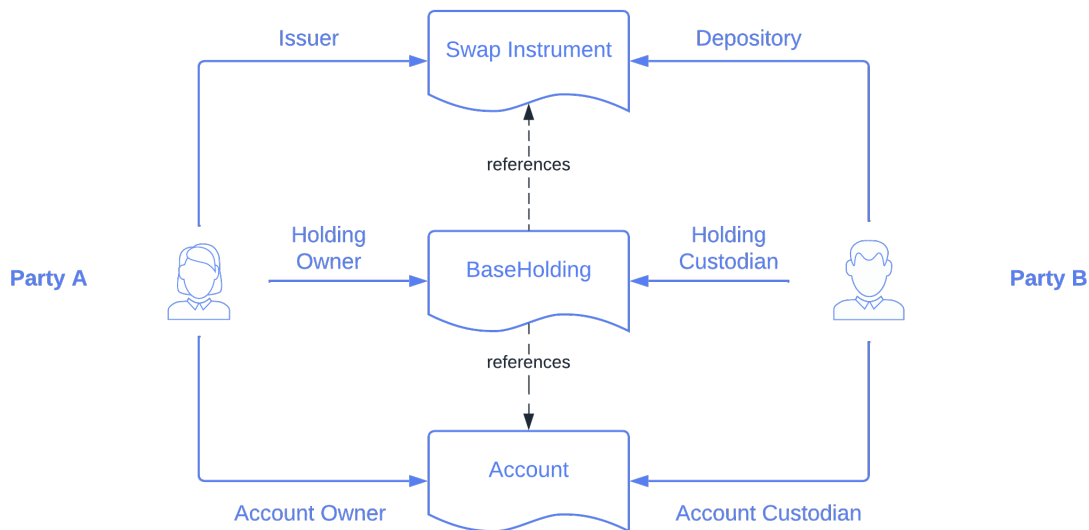 Issuer
Swap Instrument
Depository
references
Holding
Owner
BaseHolding
Holding
Custodian
Party A
Party B
references
Account
Account Owner
Account Custodian